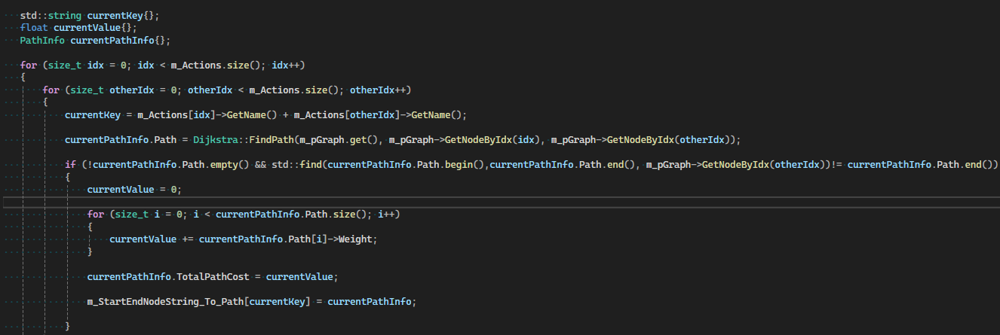 std::string currentKey{};
float currentValue{};
PathInfo currentPathInfo{};
for (size_t idx = 0; idx < m_Actions.size(); idx++)
{
for (size_t otherIdx = 0; otherIdx < m_Actions.size(); otherIdx++)
{
currentKey = m_Actions[idx]->GetName() + m_Actions[otherIdx]->GetName();
currentPathInfo.Path = Dijkstra::FindPath(m_pGraph.get(), m_pGraph->GetNodeByIdx(idx), m_pGraph->GetNodeByIdx(otherIdx));
if (!currentPathInfo.Path.empty() && std::find(currentPathInfo.Path.begin(),currentPathInfo.Path.end(), m_pGraph->GetNodeByIdx(otherIdx))!= currentPathInfo.Path.end())
{
currentValue = 0;
for (size_t i = 0; i < currentPathInfo.Path.size(); i++)
{
currentValue += currentPathInfo.Path[i]->Weight;
}
currentPathInfo.TotalPathCost = currentValue;
m_StartEndNodeString_To_Path[currentKey] = currentPathInfo;
}